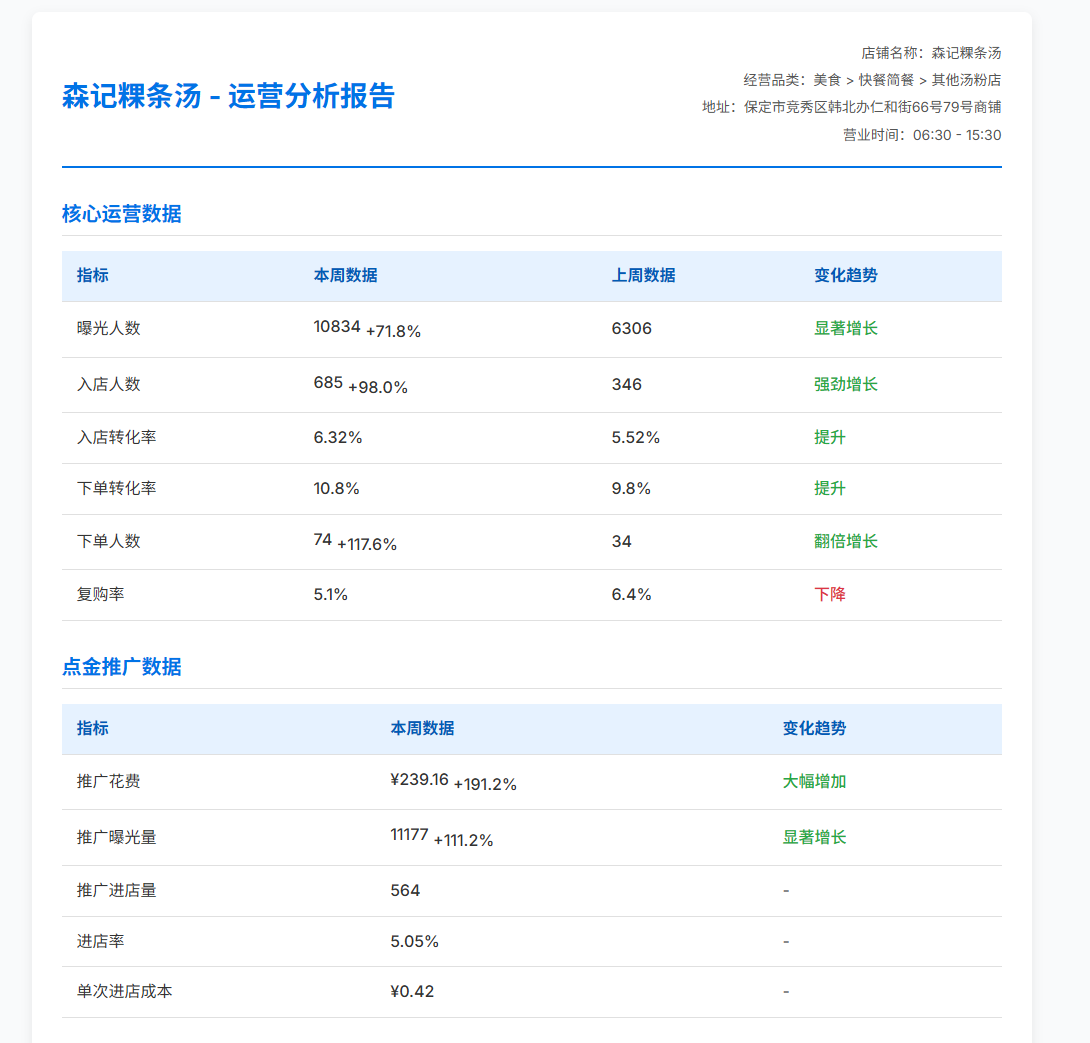 森记粿条汤 - 运营分析报告
店铺名称：森记粿条汤
经营品类：美食 > 快餐简餐 > 其他汤粉店
地址：保定市竞秀区韩北办仁和街66号79号商铺
营业时间：06:30 - 15:30
核心运营数据
指标 本周数据 上周数据 变化趋势
曝光人数 10834 +71.8% 6306 显著增长
入店人数 685 +98.0% 346 强劲增长
入店转化率 6.32% 5.52% 提升
下单转化率 10.8% 9.8% 提升
下单人数 74 +117.6% 34 翻倍增长
复购率 5.1% 6.4% 下降
点金推广数据
指标 本周数据 变化趋势
推广花费 ¥239.16 +191.2% 大幅增加
推广曝光量 11177 +111.2% 显著增长
推广进店量 564 -
进店率 5.05% -
单次进店成本 ¥0.42 -